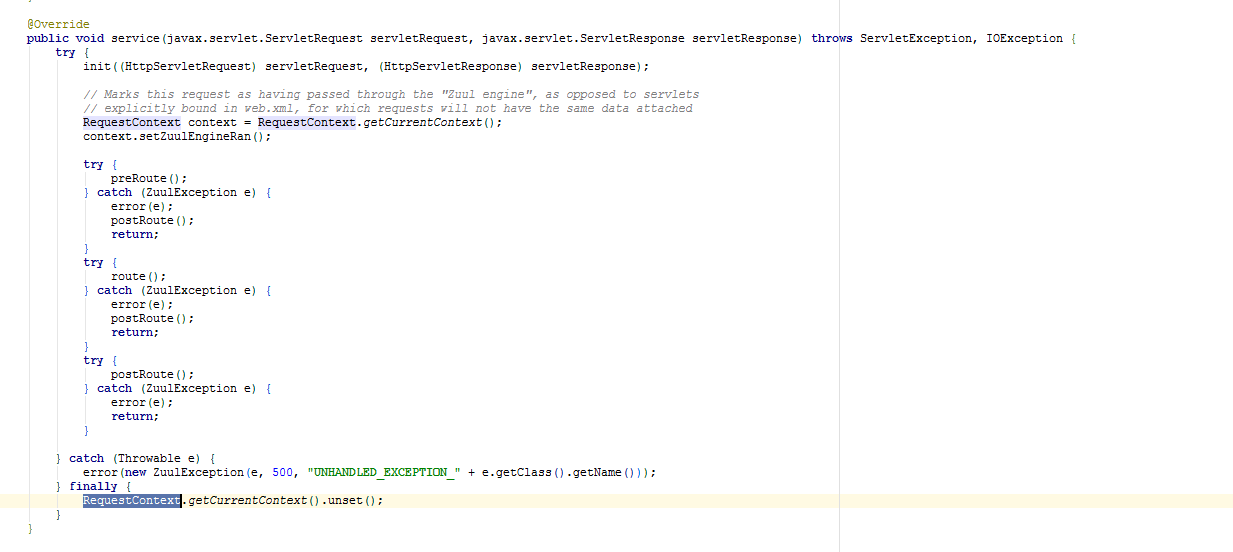 @Override
public void service(javax.servlet.ServletRequest servletRequest, javax.servlet.ServletResponse servletResponse) throws ServletException, IOException {
try {
init((HttpServletRequest) servletRequest, (HttpServletResponse) servletResponse);
// Marks this request as having passed through the "Zuul engine", as opposed to servlets
// explicitly bound in web.xml, for which requests will not have the same data attached
RequestContext context = RequestContext.getCurrentContext();
context.setZuulEngineRan();
try {
preRoute();
} catch (ZuulException e) {
error(e);
postRoute();
return;
}
try {
route();
} catch (ZuulException e) {
error(e);
postRoute();
return;
}
try {
postRoute();
} catch (ZuulException e) {
error(e);
return;
}
} catch (Throwable e) {
error(new ZuulException(e, 500, "UNHANDLED_EXCEPTION_" + e.getClass().getName()));
} finally {
RequestContext.getCurrentContext().unset();
}
}